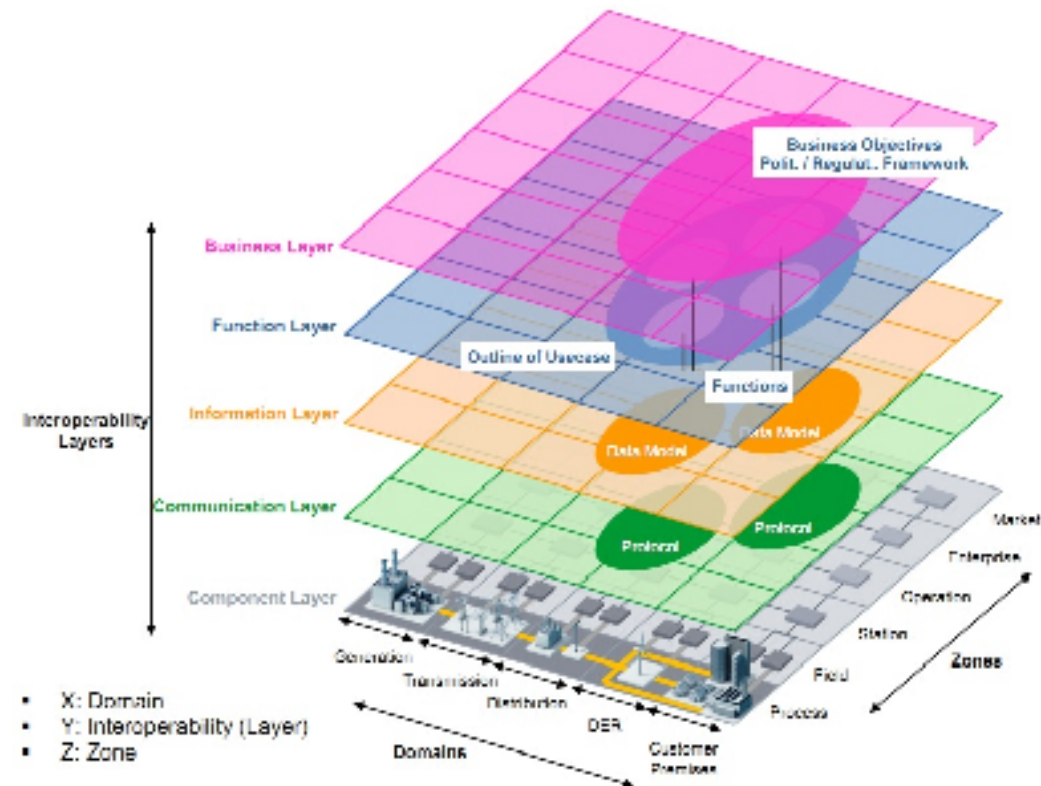 Business Objectives
Polit. / Regulat.. Framework
Business Layer
Function Layer
Outline of Usecase
Functions
Interoperability
Layers
Information Layer
Data Model
Data Model
Communication Layer
Protocol
Protocol
Component Layer
Market
Enterprise
Operation
Station
Field
Process
Zones
Generation
Transmission
Distribution
DER
Customer
Premises
Domains
▪ X: Domain
▪ Y: Interoperability (Layer)
▪ Z: Zone